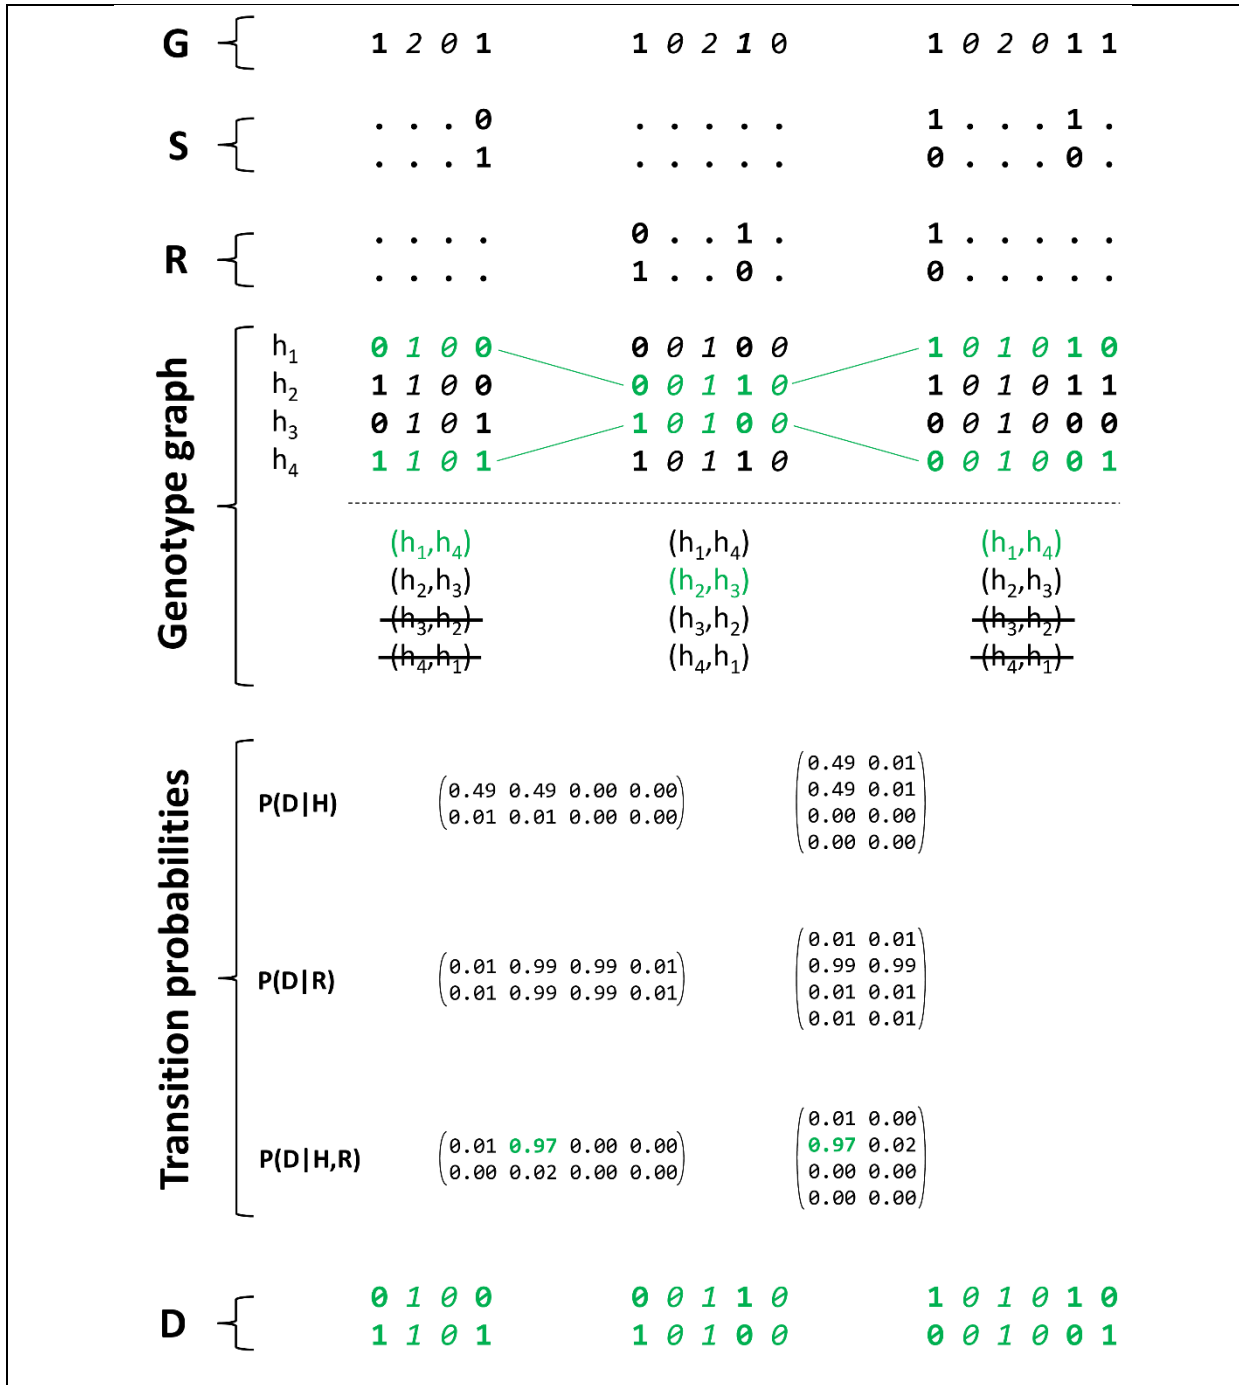 G 1 2 0 1 1 0 2 1 0 1 0 2 0 1 1
. . . 0 . . . . . 1 . . . 1 .
S
. . . 1 . . . . . 0 . . . 0 .
. . . . 0 . . 1 . 1 . . . . .
R
. . . . 1 . . 0 . 0 . . . . .
Genotype graph
h1 0 1 0 0 0 0 1 0 0 1 0 1 0 1 0
h2 1 1 0 0 0 0 1 1 0 1 0 1 0 1 1
h3 0 1 0 1 1 0 1 0 0 0 0 1 0 0 0
h4 1 1 0 1 1 0 1 1 0 0 0 1 0 0 1
(h1,h4) (h1,h4) (h1,h4)
(h2,h3) (h2,h3) (h2,h3)
(h3,h2) (h3,h2) (h3,h2)
(h4,h1) (h4,h1) (h4,h1)
Transition probabilities
P(D|H)
0.49 0.49 0.00 0.00
0.01 0.01 0.00 0.00
0.49 0.01
0.49 0.01
0.00 0.00
0.00 0.00
P(D|R)
0.01 0.99 0.99 0.01
0.01 0.99 0.99 0.01
0.01 0.01
0.99 0.99
0.01 0.01
0.01 0.01
P(D|H,R)
0.01 0.97 0.00 0.00
0.00 0.02 0.00 0.00
0.01 0.00
0.97 0.02
0.00 0.00
0.00 0.00
D
0 1 0 0 0 0 1 1 0 1 0 1 0 1 0
1 1 0 1 1 0 1 0 0 0 0 1 0 0 1